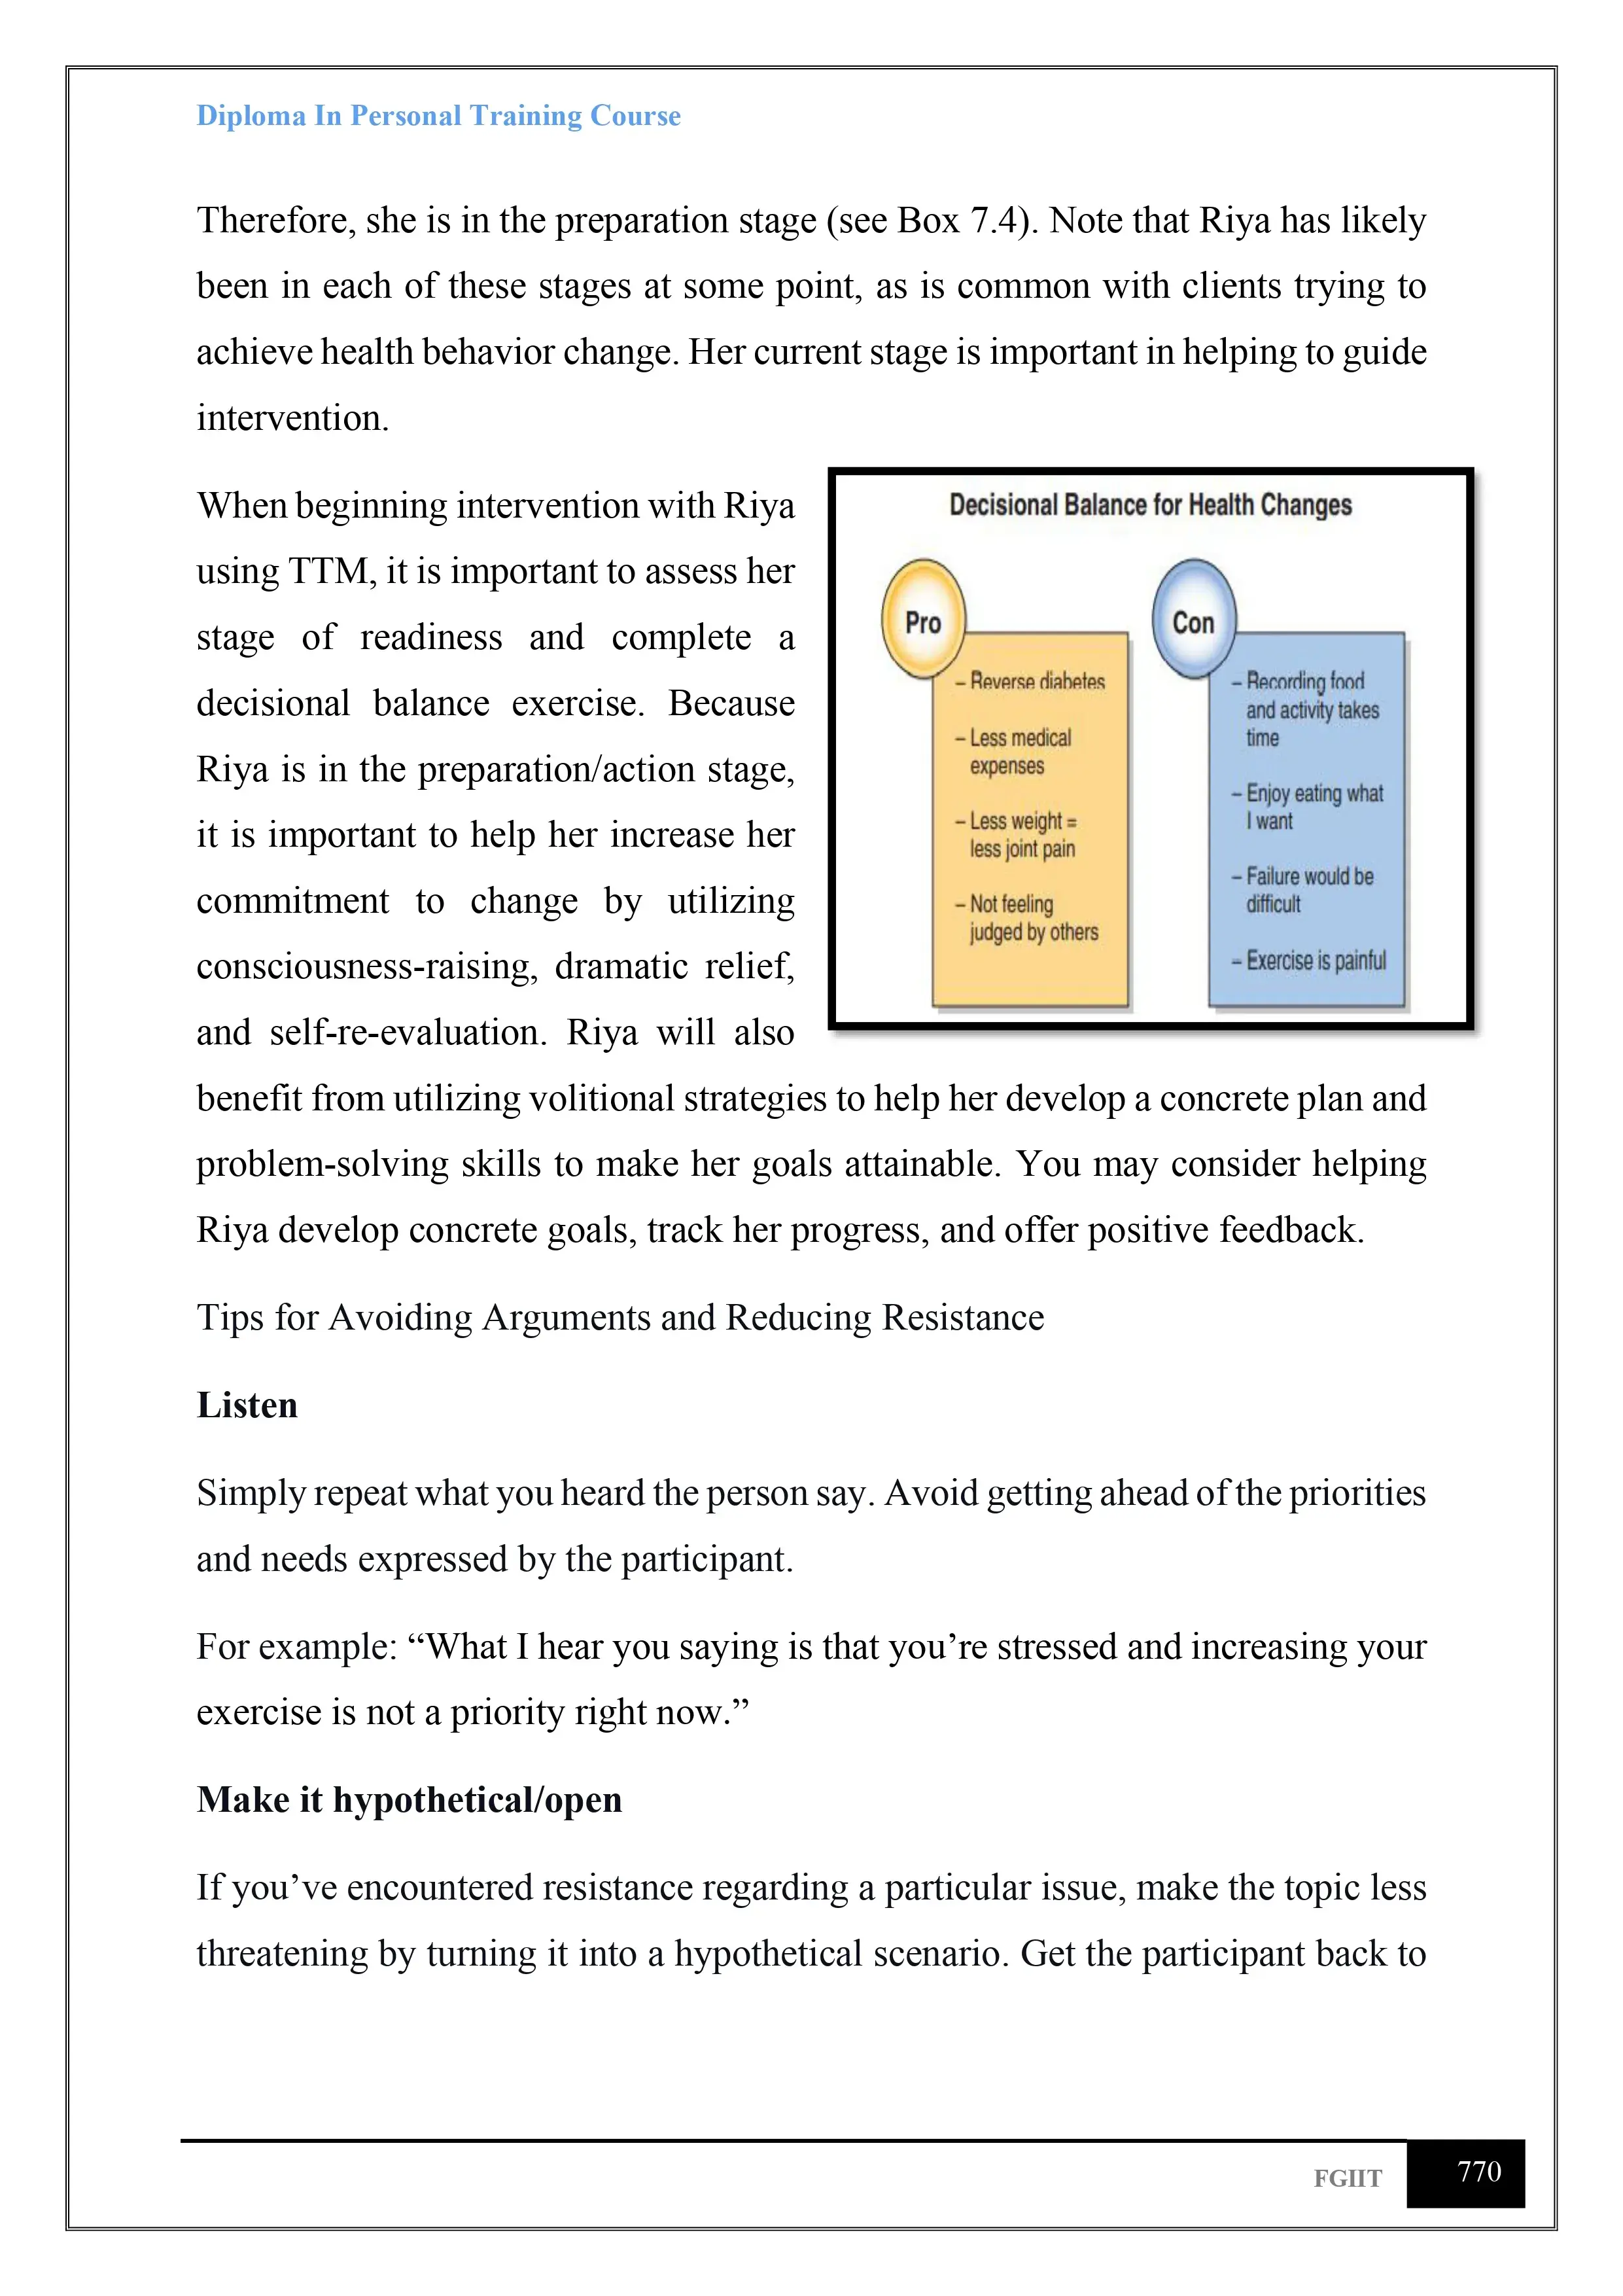 Diploma In Personal Training Course
Therefore, she is in the preparation stage (see Box 7.4). Note that Riya has likely
been in each of these stages at some point, as is common with clients trying to
achieve health behavior change. Her current stage is important in helping to guide
intervention.
When beginning intervention with Riya
using TTM, it is important to assess her
stage of readiness and complete a
decisional balance exercise. Because
Riya is in the preparation/action stage,
it is important to help her increase her
commitment to change by utilizing
consciousness-raising, dramatic relief,
and self-re-evaluation. Riya will also
benefit from utilizing volitional strategies to help her develop a concrete plan and
problem-solving skills to make her goals attainable. You may consider helping
Riya develop concrete goals, track her progress, and offer positive feedback.
Decisional Balance for Health Changes
Pro
– Reverse diabetes
– Less medical
expenses
– Less weight =
less joint pain
– Not feeling
judged by others
Con
– Recording food
and activity takes
time
– Enjoy eating what
I want
– Failure would be
difficult
– Exercise is painful
Tips for Avoiding Arguments and Reducing Resistance
Listen
Simply repeat what you heard the person say. Avoid getting ahead of the priorities
and needs expressed by the participant.
For example: “What I hear you saying is that you’re stressed and increasing your
exercise is not a priority right now.”
Make it hypothetical/open
If you’ve encountered resistance regarding a particular issue, make the topic less
threatening by turning it into a hypothetical scenario. Get the participant back to
FGIIT
770